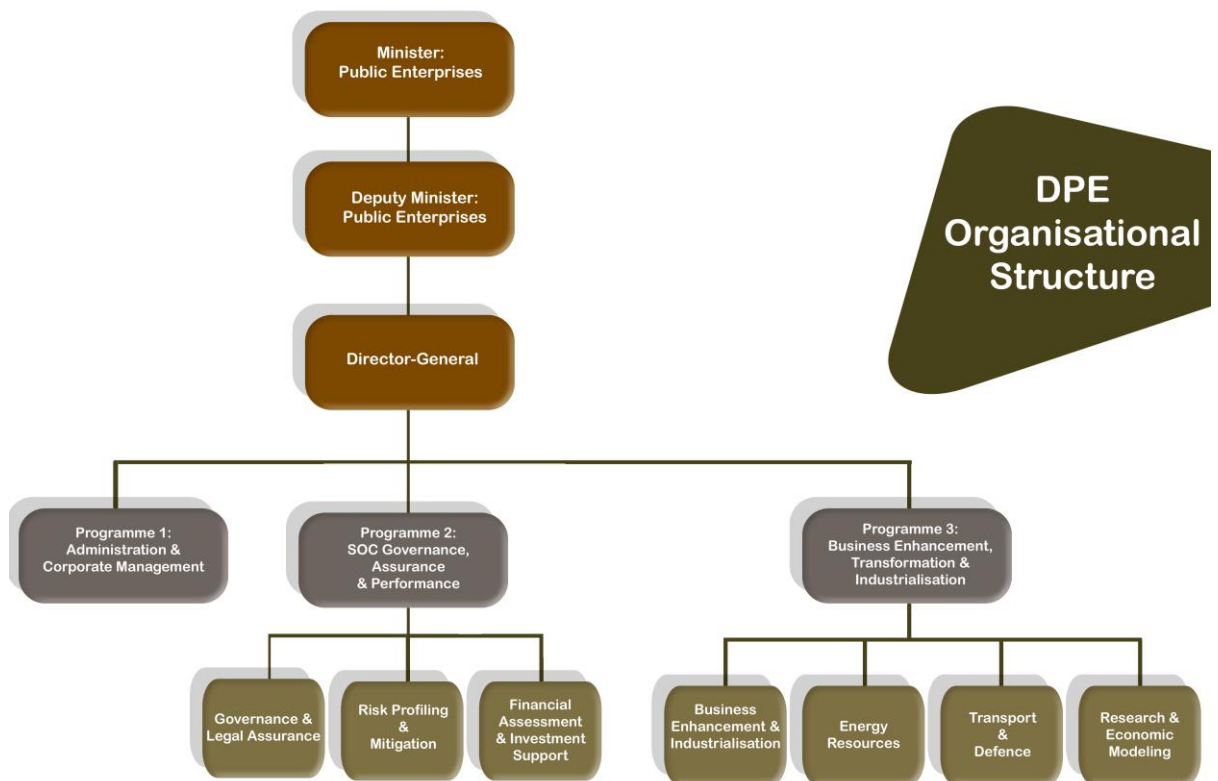 Minister:
Public Enterprises
DPE
Organisational
Structure
Deputy Minister:
Public Enterprises
Director-General
Programme 1:
Administration &
Corporate Management
Programme 2:
SOC Governance,
Assurance
& Performance
Programme 3:
Business Enhancement,
Transformation &
Industrialisation
Governance &
Legal Assurance
Risk Profiling
&
Mitigation
Financial
Assessment
& Investment
Support
Business
Enhancement &
Industrialisation
Energy
Resources
Transport
&
Defence
Research &
Economic
Modeling